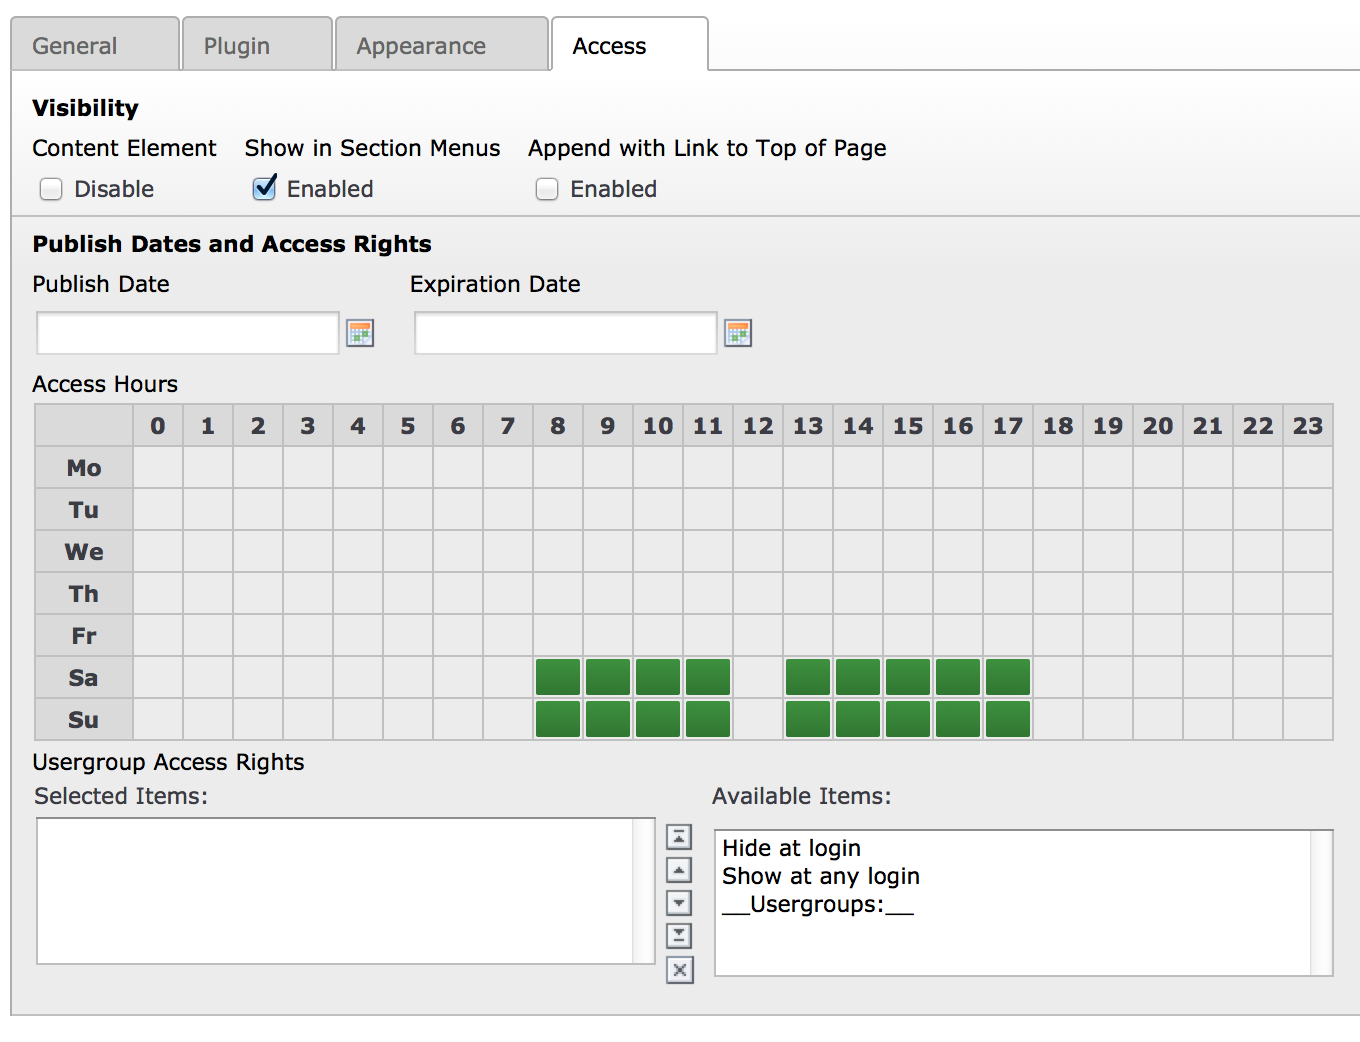 General Plugin Appearance Access
Visibility
Content Element Show in Section Menus Append with Link to Top of Page
Disable Enabled Enabled
Publish Dates and Access Rights
Publish Date Expiration Date
Access Hours
0 1 2 3 4 5 6 7 8 9 10 11 12 13 14 15 16 17 18 19 20 21 22 23
Mo
Tu
We
Th
Fr
Sa
Su
Usergroup Access Rights
Selected Items: Available Items:
Hide at login
Show at any login
__Usergroups:__